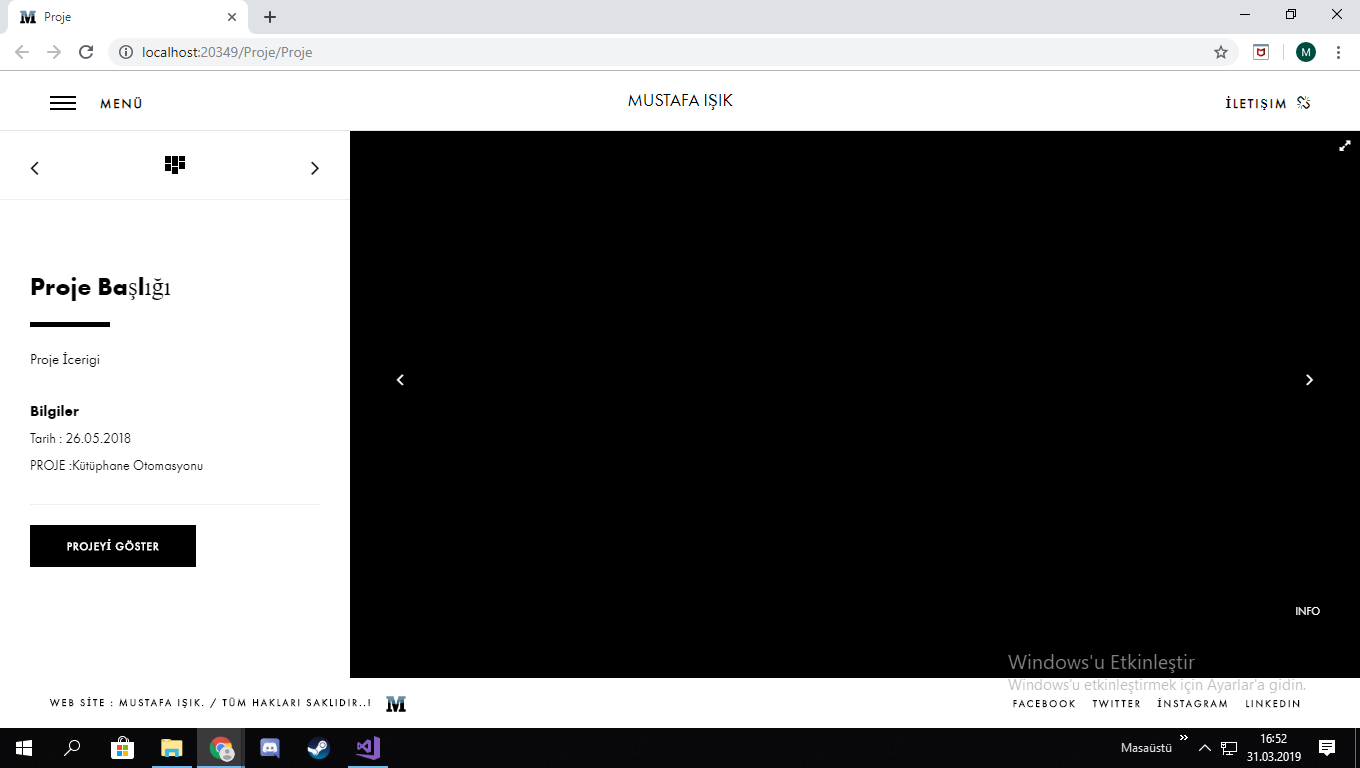 Proje
localhost:20349/Proje/Proje
M
MENÜ
MUSTAFA IŞIK
İLETIŞIM
Proje Başlığı
Proje İcerigi
Bilgiler
Tarih : 26.05.2018
PROJE :Kütüphane Otomasyonu
PROJEYİ GÖSTER
INFO
Windows'u Etkinleştir
Windows'u etkinleştirmek için Ayarlar'a gidin.
WEB SİTE : MUSTAFA IŞIK. / TÜM HAKLARI SAKLIDIR..!
M
FACEBOOK TWITTER İNSTAGRAM LINKEDIN
Masaüstü
16:52
31.03.2019